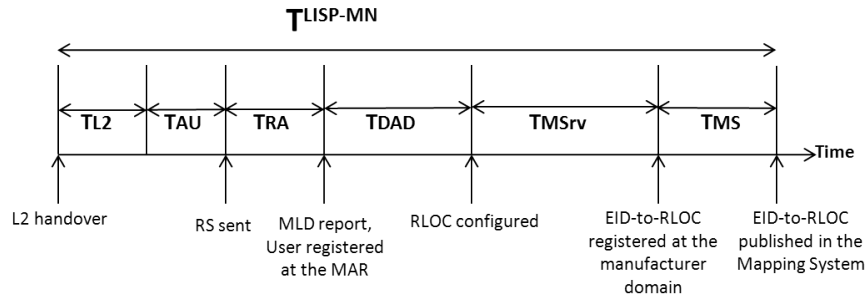 TLISP-MN
TL2
TAU
TRA
TDAD
TMSrv
TMS
Time
L2 handover
RS sent
MLD report,
User registered
at the MAR
RLOC configured
EID-to-RLOC
registered at the
manufacturer
domain
EID-to-RLOC
published in the
Mapping System